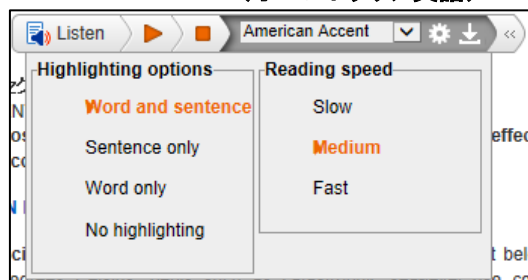 Listen
American Accent
Highlighting options
Word and sentence
Sentence only
Word only
No highlighting
Reading speed
Slow
Medium
Fast